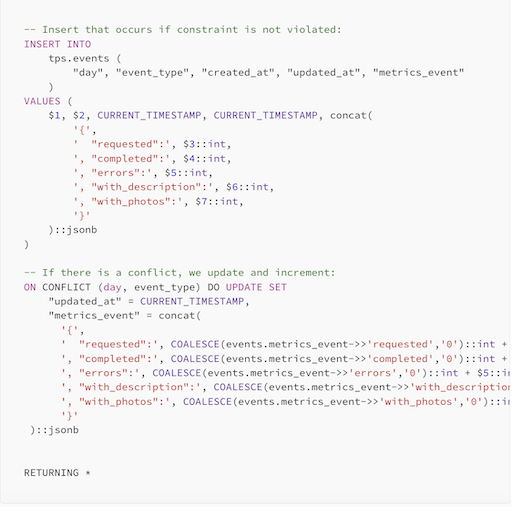 -- Insert that occurs if constraint is not violated:
INSERT INTO
tps.events (
"day", "event_type", "created_at", "updated_at", "metrics_event"
)
VALUES (
$1, $2, CURRENT_TIMESTAMP, CURRENT_TIMESTAMP, concat(
'{',
'  "requested":', $3::int,
', "completed":', $4::int,
', "errors":', $5::int,
', "with_description":', $6::int,
', "with_photos":', $7::int,
'}'
)::jsonb
)
-- If there is a conflict, we update and increment:
ON CONFLICT (day, event_type) DO UPDATE SET
"updated_at" = CURRENT_TIMESTAMP,
"metrics_event" = concat(
'{',
'  "requested":', COALESCE(events.metrics_event->>'requested','0')::int +
', "completed":', COALESCE(events.metrics_event->>'completed','0')::int +
', "errors":', COALESCE(events.metrics_event->>'errors','0')::int + $5::i
', "with_description":', COALESCE(events.metrics_event->>'with_description
', "with_photos":', COALESCE(events.metrics_event->>'with_photos','0')::i
'}'
)::jsonb
RETURNING *